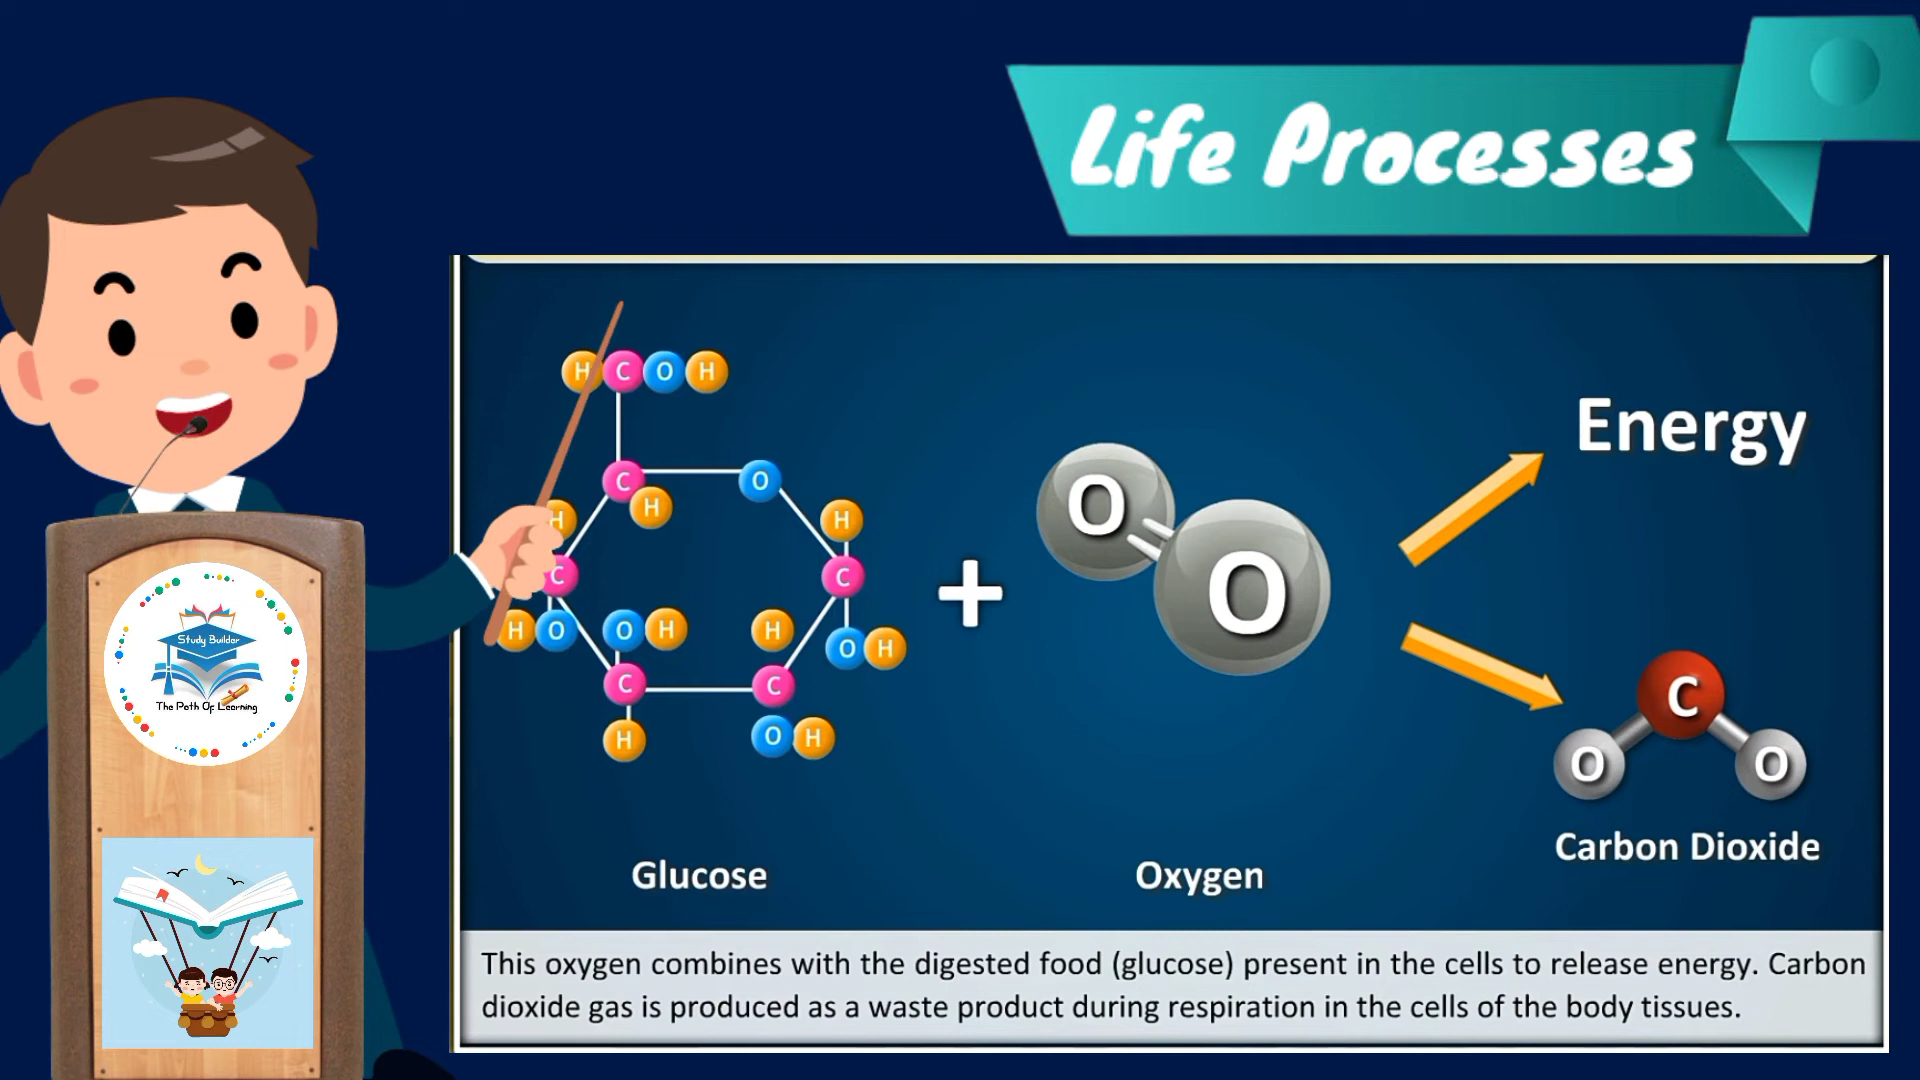 Life Processes
H C O H
C O
H
H H
C C
H O O H H
O H
C C
H O H
+
O
O
Energy
C
O O
Carbon Dioxide
Glucose Oxygen
This oxygen combines with the digested food (glucose) present in the cells to release energy. Carbon
dioxide gas is produced as a waste product during respiration in the cells of the body tissues.
Study Builder
The Path Of Learning